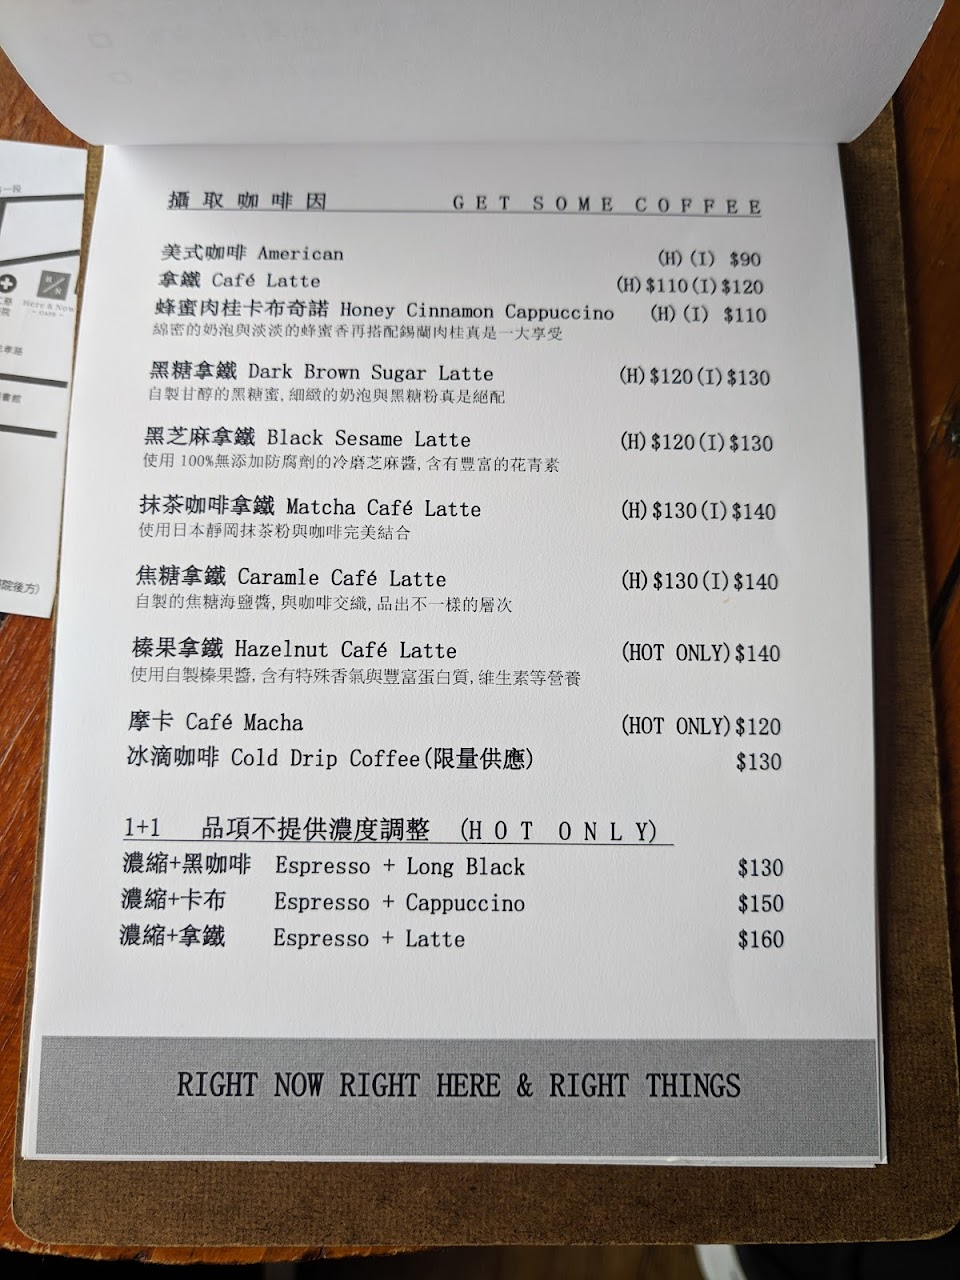 攝取咖啡因 GET SOME COFFEE
美式咖啡 American (H)(I) $90
拿鐵 Café Latte (H)$110(I)$120
蜂蜜肉桂卡布奇諾 Honey Cinnamon Cappuccino (H)(I) $110
綿密的奶泡與淡淡的蜂蜜香再搭配錫蘭肉桂真是一大享受
黑糖拿鐵 Dark Brown Sugar Latte (H)$120(I)$130
自製甘醇的黑糖蜜,細緻的奶泡與黑糖粉真是絕配
黑芝麻拿鐵 Black Sesame Latte (H)$120(I)$130
使用100%無添加防腐劑的冷磨芝麻醬,含有豐富的花青素
抹茶咖啡拿鐵 Matcha Café Latte (H)$130(I)$140
使用日本靜岡抹茶粉與咖啡完美結合
焦糖拿鐵 Caramle Café Latte (H)$130(I)$140
自製的焦糖海鹽醬,與咖啡交織,品出不一樣的層次
榛果拿鐵 Hazelnut Café Latte (HOT ONLY)$140
使用自製榛果醬,含有特殊香氣與豐富蛋白質,維生素等營養
摩卡 Café Macha (HOT ONLY)$120
冰滴咖啡 Cold Drip Coffee(限量供應) $130
1+1 品項不提供濃度調整 (HOT ONLY)
濃縮+黑咖啡 Espresso + Long Black $130
濃縮+卡布 Espresso + Cappuccino $150
濃縮+拿鐵 Espresso + Latte $160
RIGHT NOW RIGHT HERE & RIGHT THINGS
一段
H/N
Here & Now
CAFE
書館
院後方)